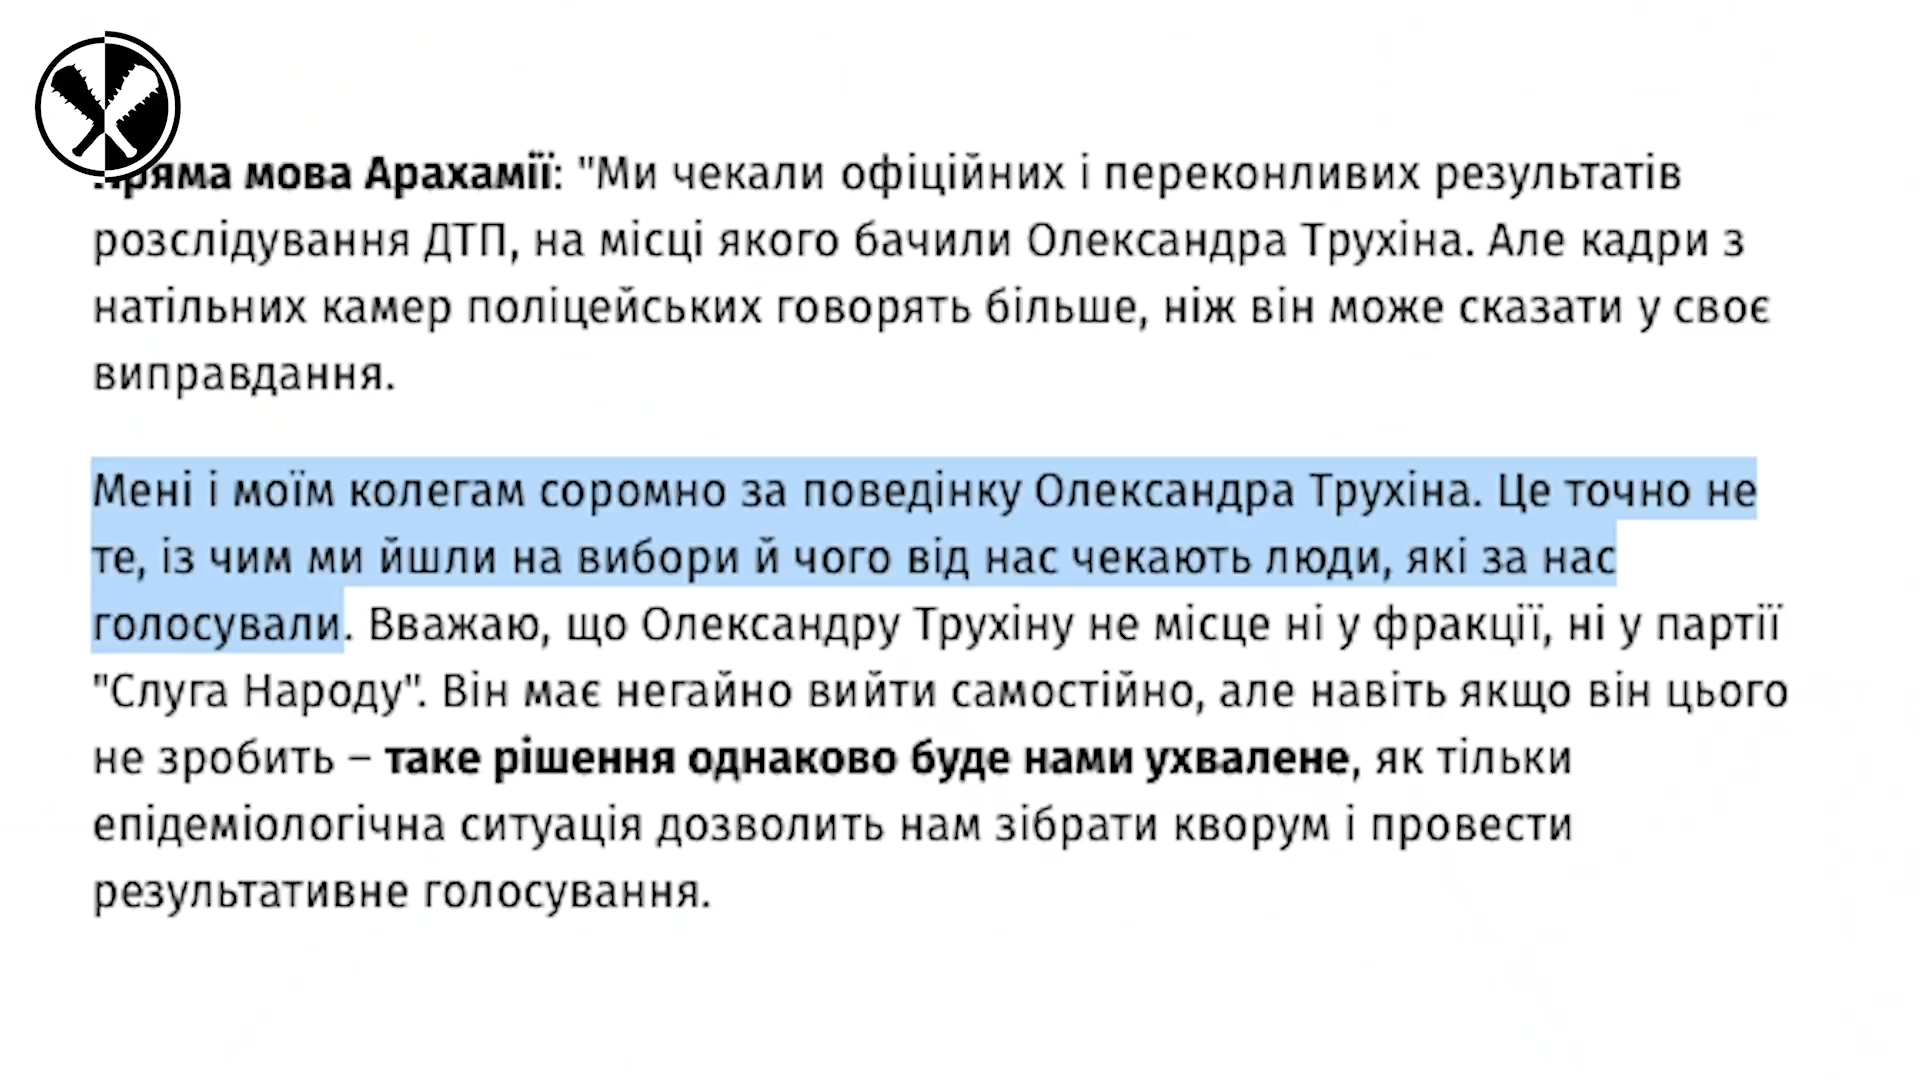 Пряма мова Арахамії: "Ми чекали офіційних і переконливих результатів
розслідування ДТП, на місці якого бачили Олександра Трухіна. Але кадри з
натільних камер поліцейських говорять більше, ніж він може сказати у своє
виправдання.
Мені і моїм колегам соромно за поведінку Олександра Трухіна. Це точно не
те, із чим ми йшли на вибори й чого від нас чекають люди, які за нас
голосували. Вважаю, що Олександру Трухіну не місце ні у фракції, ні у партії
"Слуга Народу". Він має негайно вийти самостійно, але навіть якщо він цього
не зробить – таке рішення однаково буде нами ухвалене, як тільки
епідеміологічна ситуація дозволить нам зібрати кворум і провести
результативне голосування.